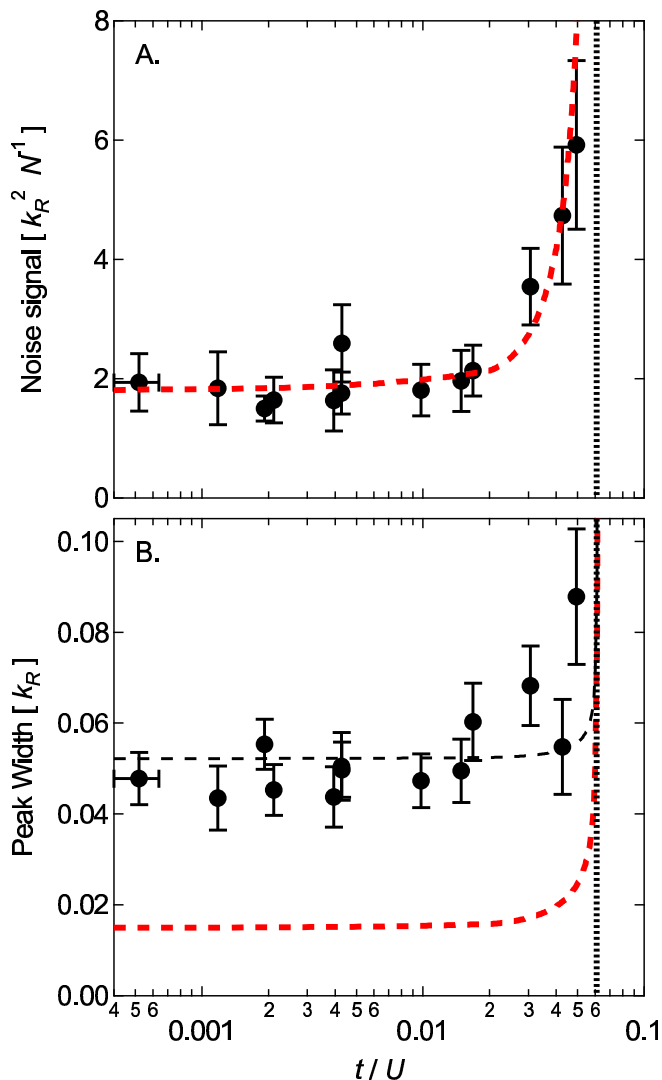 8
6
4
2
0
A.
Noise signal [ k_R^2 N^-1 ]
0.10
0.08
0.06
0.04
0.02
0.00
B.
Peak Width [ k_R ]
4 5 6 0.001 2 3 4 5 6 0.01 2 3 4 5 6 0.1
t / U